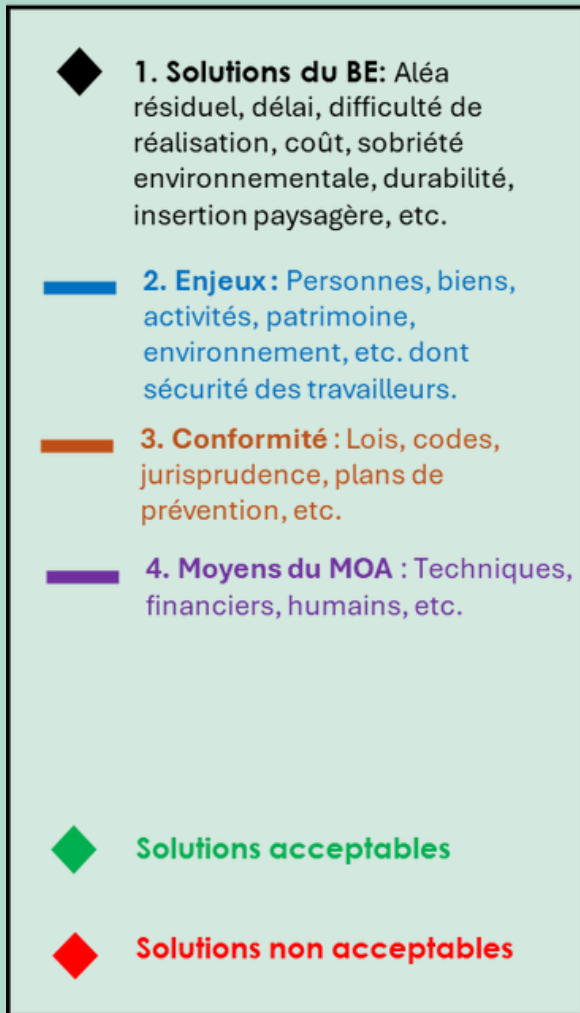 1. Solutions du BE: Aléa
résiduel, délai, difficulté de
réalisation, coût, sobriété
environnementale, durabilité,
insertion paysagère, etc.
2. Enjeux : Personnes, biens,
activités, patrimoine,
environnement, etc. dont
sécurité des travailleurs.
3. Conformité : Lois, codes,
jurisprudence, plans de
prévention, etc.
4. Moyens du MOA : Techniques,
financiers, humains, etc.
Solutions acceptables
Solutions non acceptables